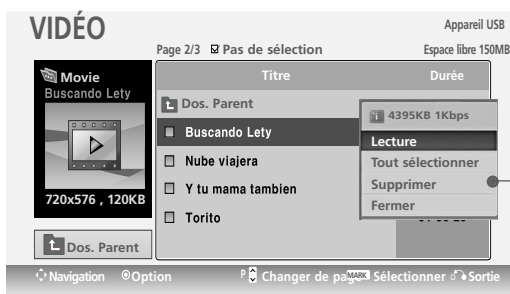 VIDÉO
Appareil USB
Page 2/3 Pas de sélection
Espace libre 150MB
Movie
Buscando Lety
720x576 , 120KB
Dos. Parent
Titre Durée
Dos. Parent
Buscando Lety
Nube viajera
Y tu mama tambien
Torito
4395KB 1Kbps
Lecture
Tout sélectionner
Supprimer
Fermer
Navigation Option P Changer de page MARK Sélectionner Sortie